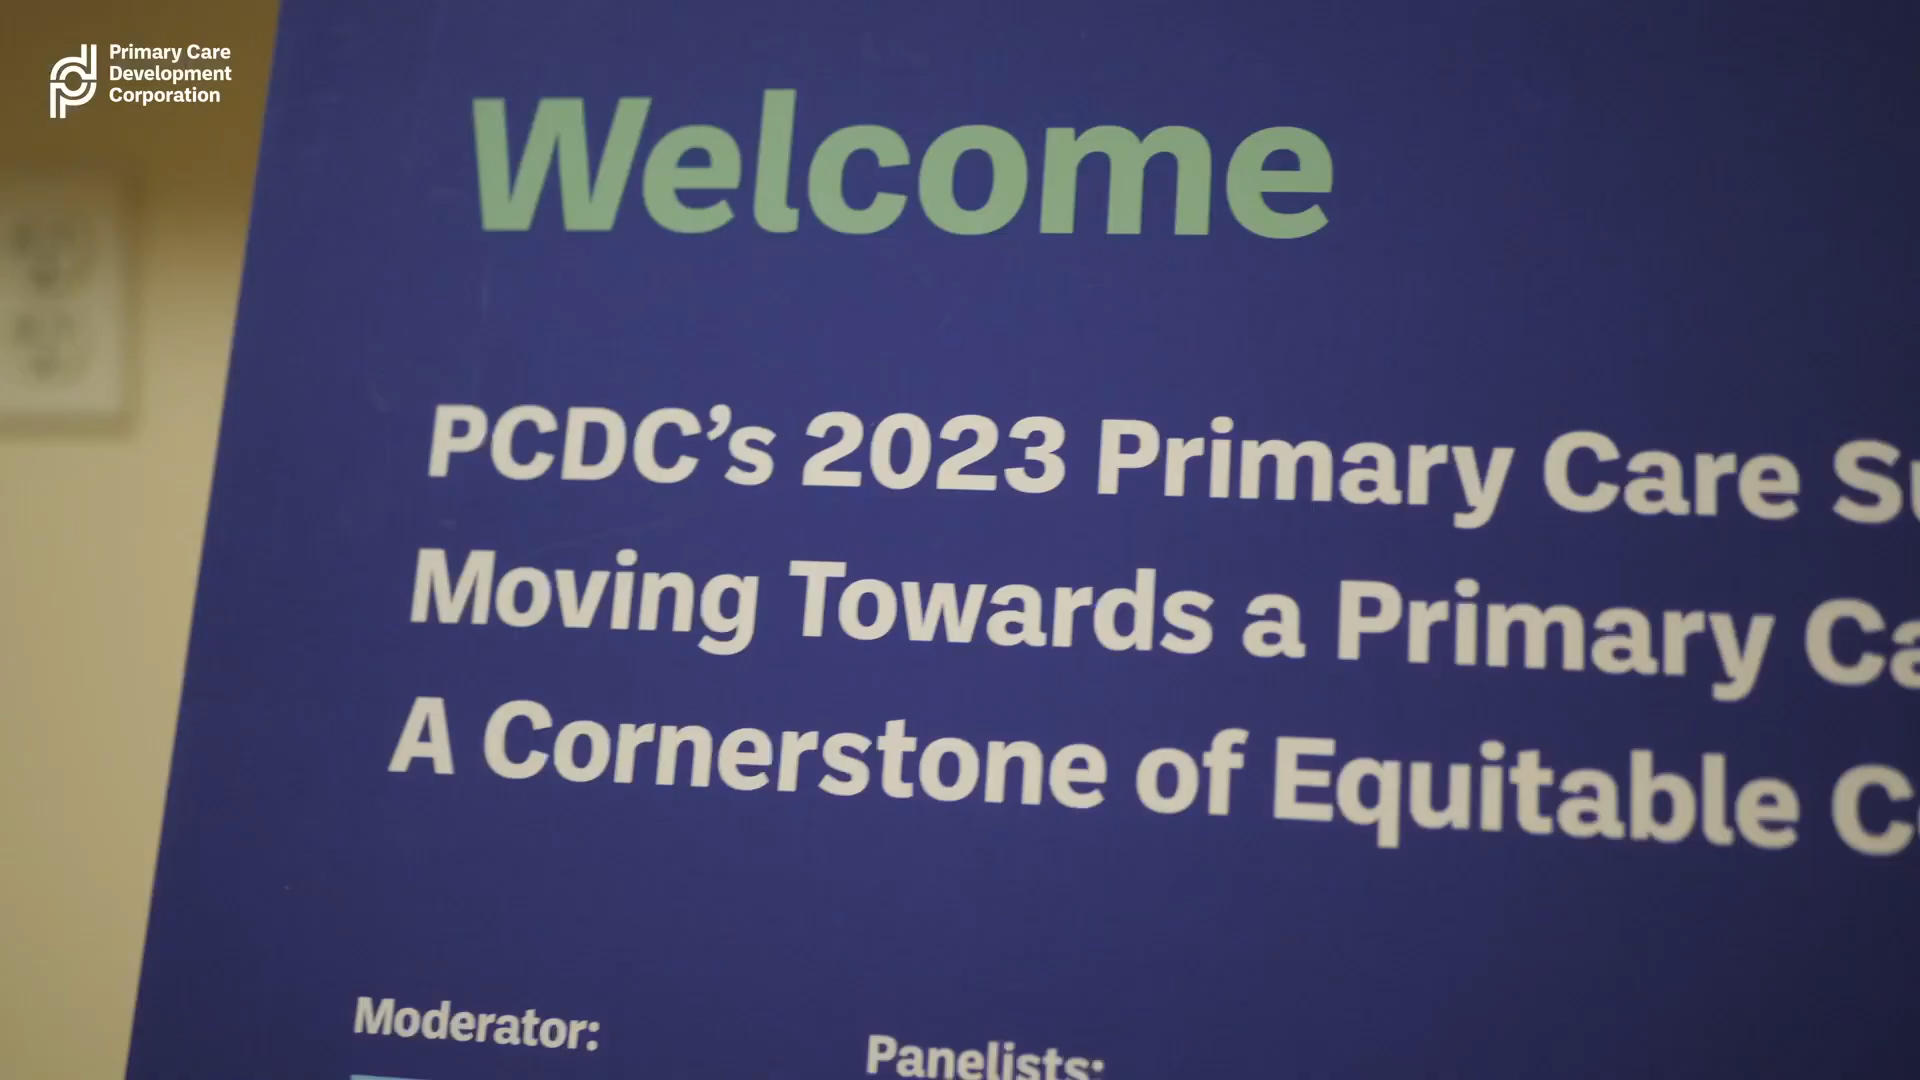 Primary Care
Development
Corporation
Welcome
PCDC’s 2023 Primary Care
Moving Towards a Primary
A Cornerstone of Equitable
Moderator:
Panelists: